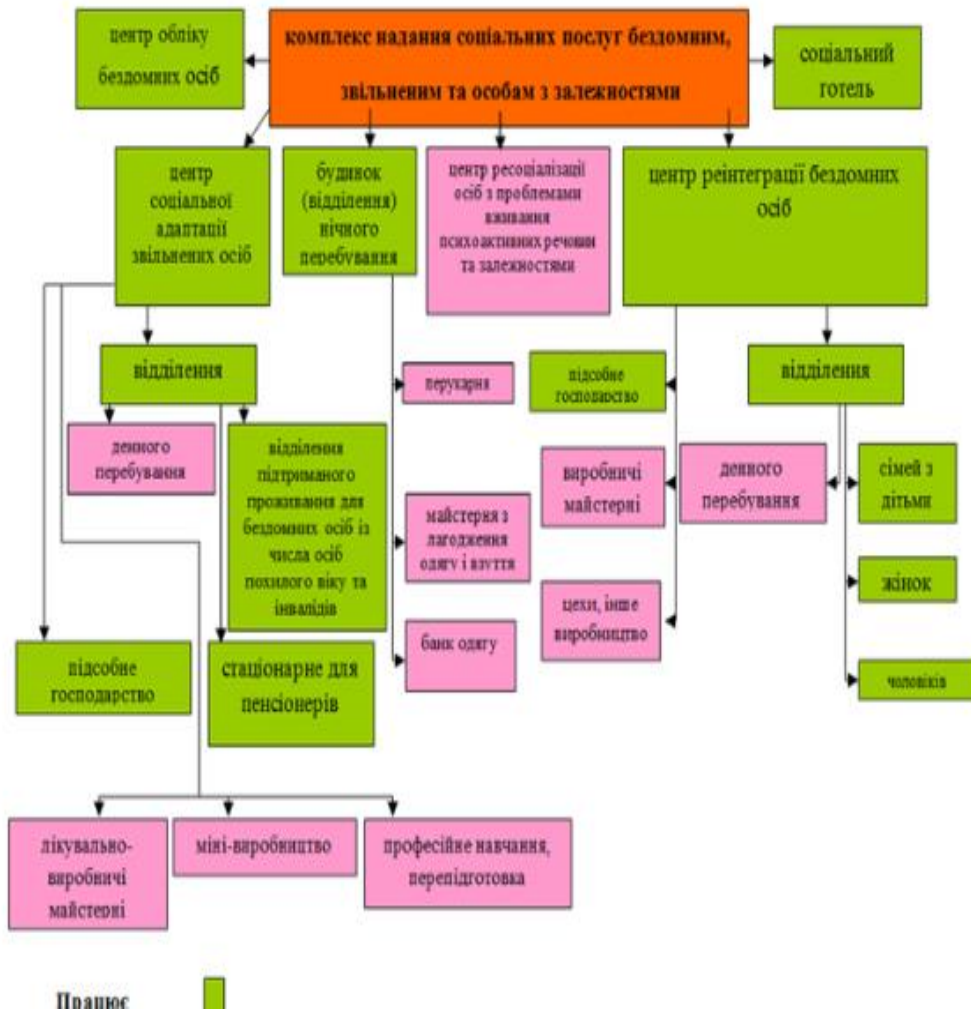 центр обліку
бездомних осіб
комплекс надання соціальних послуг бездомним,
звільненим та особам з залежностями
соціальний
готель
центр
соціальної
адаптації
звільнених осіб
будинок
(відділення)
нічного
перебування
центр ресоціалізації
осіб з проблемами
вживання
психоактивних речовин
та залежностями
центр реінтеграції бездомних
осіб
відділення
перукарня
підсобне
господарство
відділення
денного
перебування
відділення
підтриманого
проживання для
бездомних осіб із
числа осіб
похилого віку та
інвалідів
майстерня з
лагодження
одягу і взуття
виробничі
майстерні
денного
перебування
сімей з
дітьми
жінок
цехи, інше
виробництво
банк одягу
чоловіків
підсобне
господарство
стаціонарне для
пенсіонерів
лікувально-
виробничі
майстерні
міні-виробництво
професійне навчання,
перепідготовка
Працює